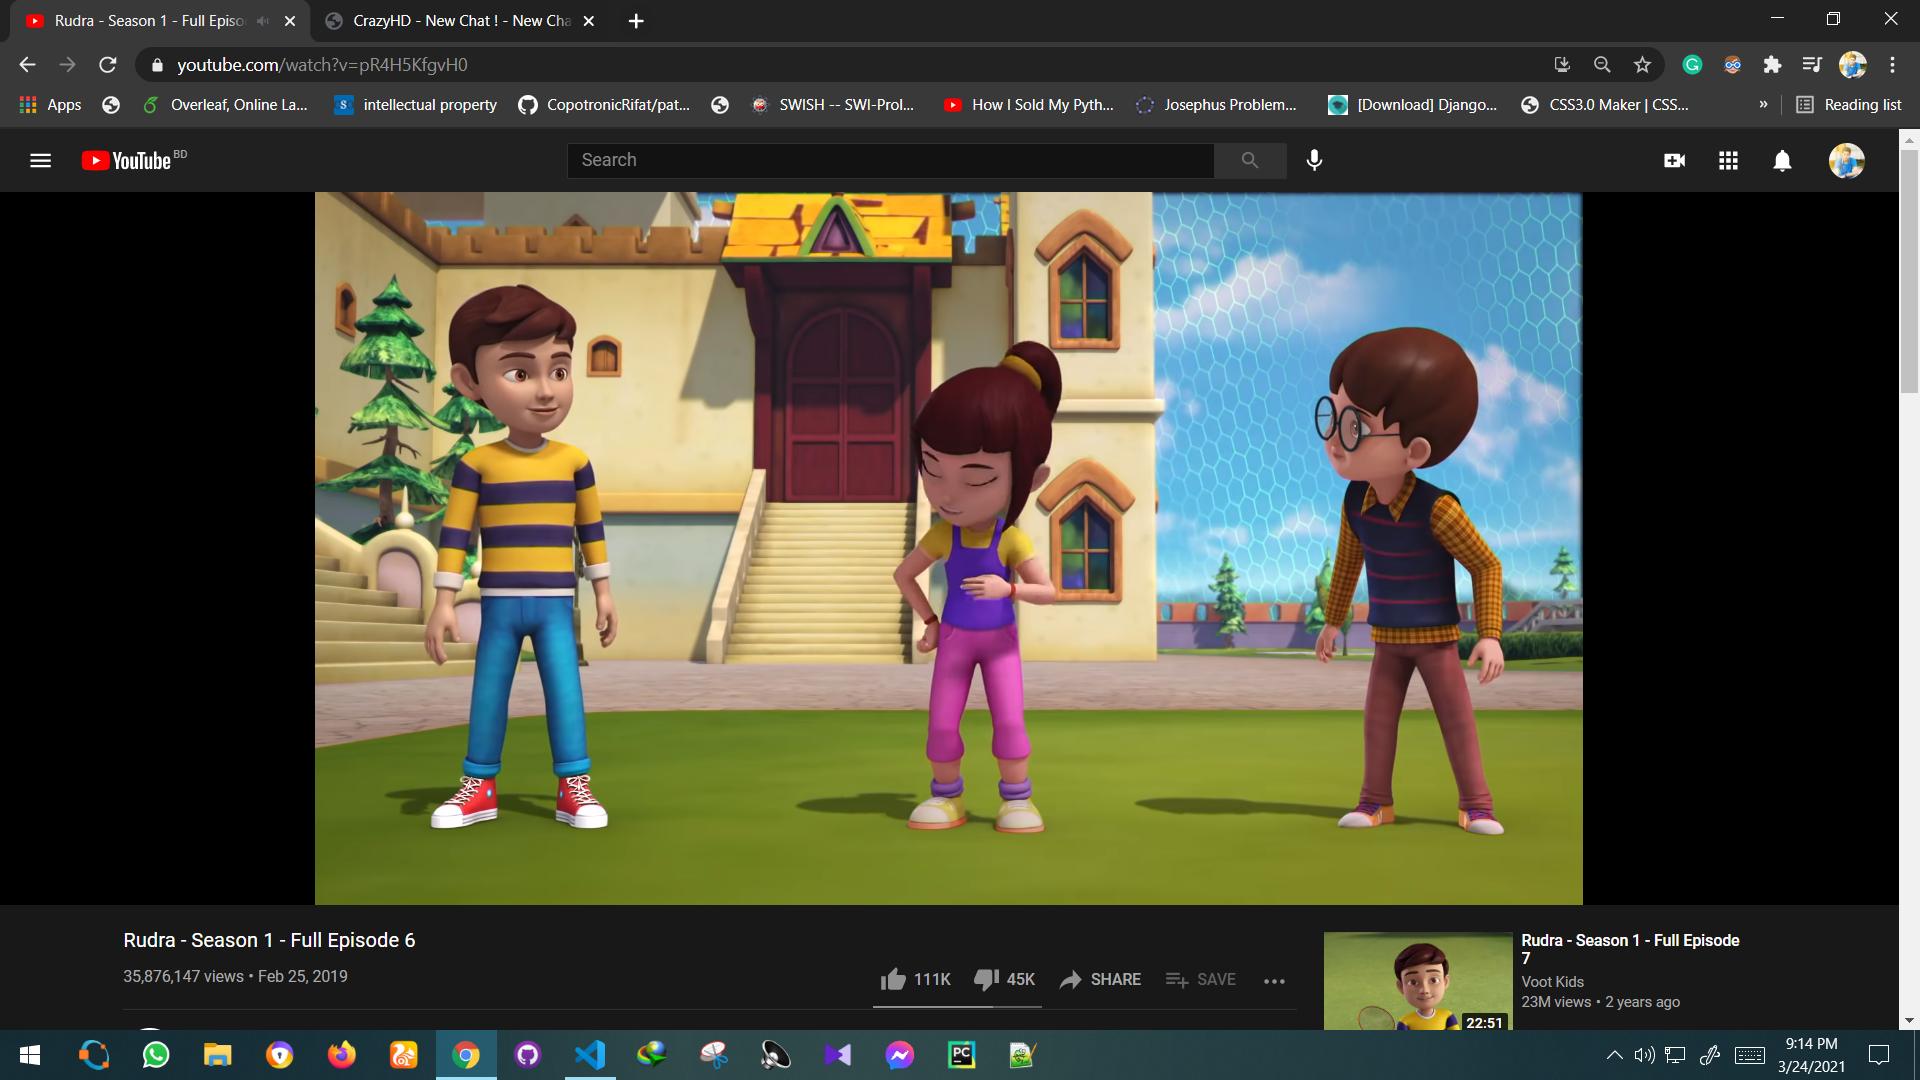 Rudra - Season 1 - Full Episo
CrazyHD - New Chat ! - New Cha
youtube.com/watch?v=pR4H5KfgvH0
Apps
Overleaf, Online La...
intellectual property
CopotronicRifat/pat...
SWISH -- SWI-Prol...
How I Sold My Pyth...
Josephus Problem...
[Download] Django...
CSS3.0 Maker | CSS...
»
Reading list
YouTube BD
Search
Rudra - Season 1 - Full Episode 6
35,876,147 views • Feb 25, 2019
111K
45K
SHARE
SAVE
22:51
Rudra - Season 1 - Full Episode
7
Voot Kids
23M views • 2 years ago
PC
9:14 PM
3/24/2021